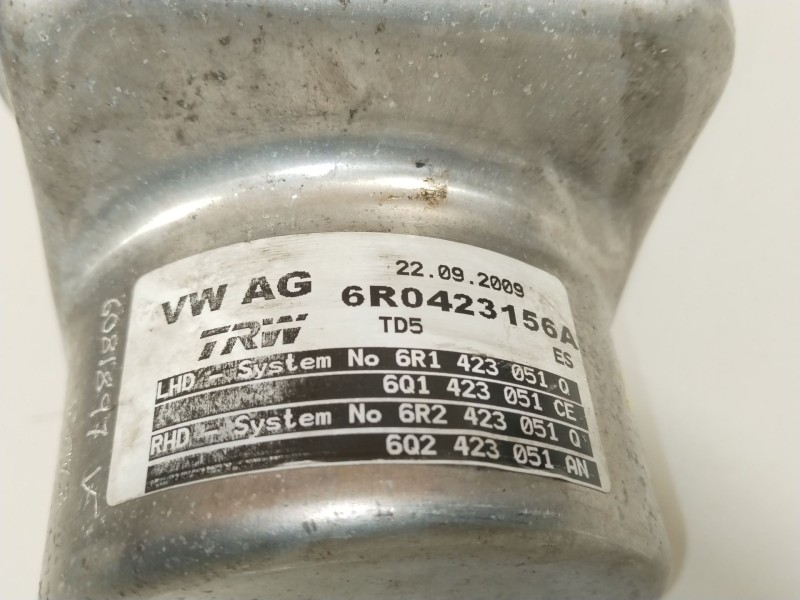 22.09.2009
VW AG 6R0423156A
TRW TD5 ES
LHD System No 6R1 423 051 Q
6Q1 423 051 CE
RHD System No 6R2 423 051 Q
6Q2 423 051 AN